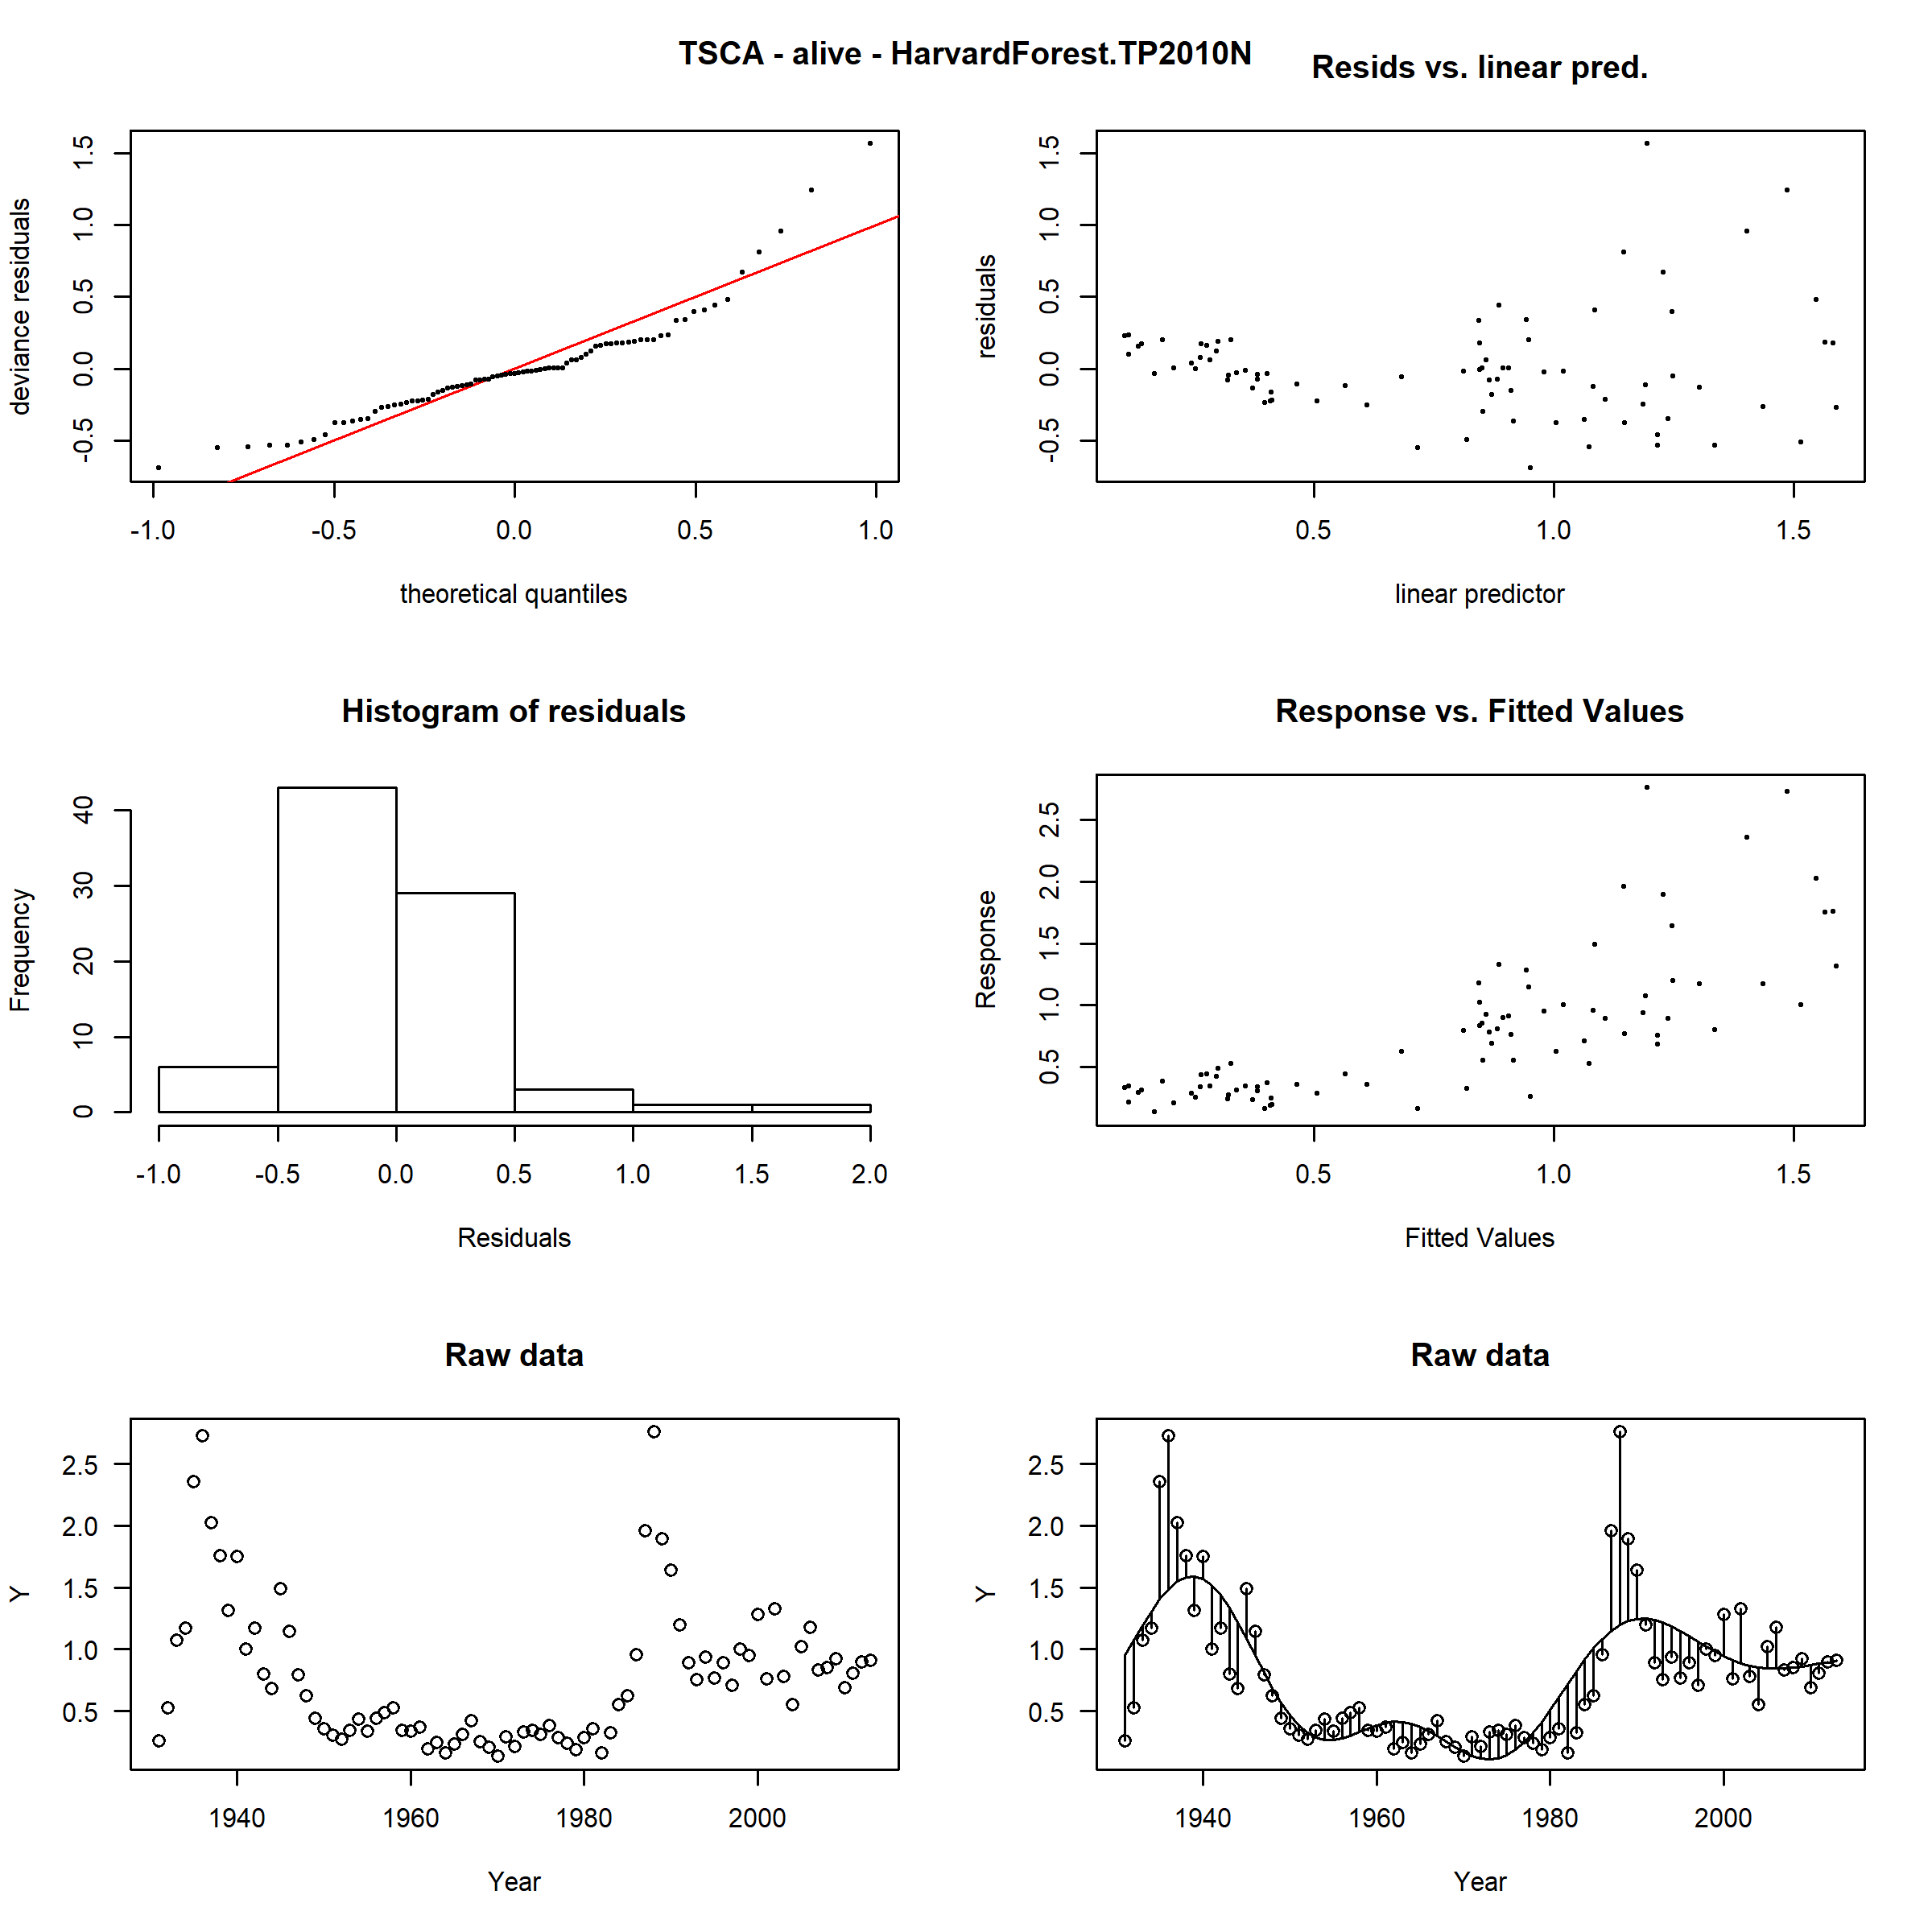 TSCA - alive - HarvardForest.TP2010N
Resids vs. linear pred.
deviance residuals
1.5
1.0
0.5
0.0
-0.5
-1.0 -0.5 0.0 0.5 1.0
theoretical quantiles
residuals
1.5
1.0
0.5
0.0
-0.5
0.5 1.0 1.5
linear predictor
Histogram of residuals
Frequency
40
30
20
10
0
-1.0 -0.5 0.0 0.5 1.0 1.5 2.0
Residuals
Response vs. Fitted Values
Response
2.5
2.0
1.5
1.0
0.5
0.5 1.0 1.5
Fitted Values
Raw data
Y
2.5
2.0
1.5
1.0
0.5
1940 1960 1980 2000
Year
Raw data
Y
2.5
2.0
1.5
1.0
0.5
1940 1960 1980 2000
Year